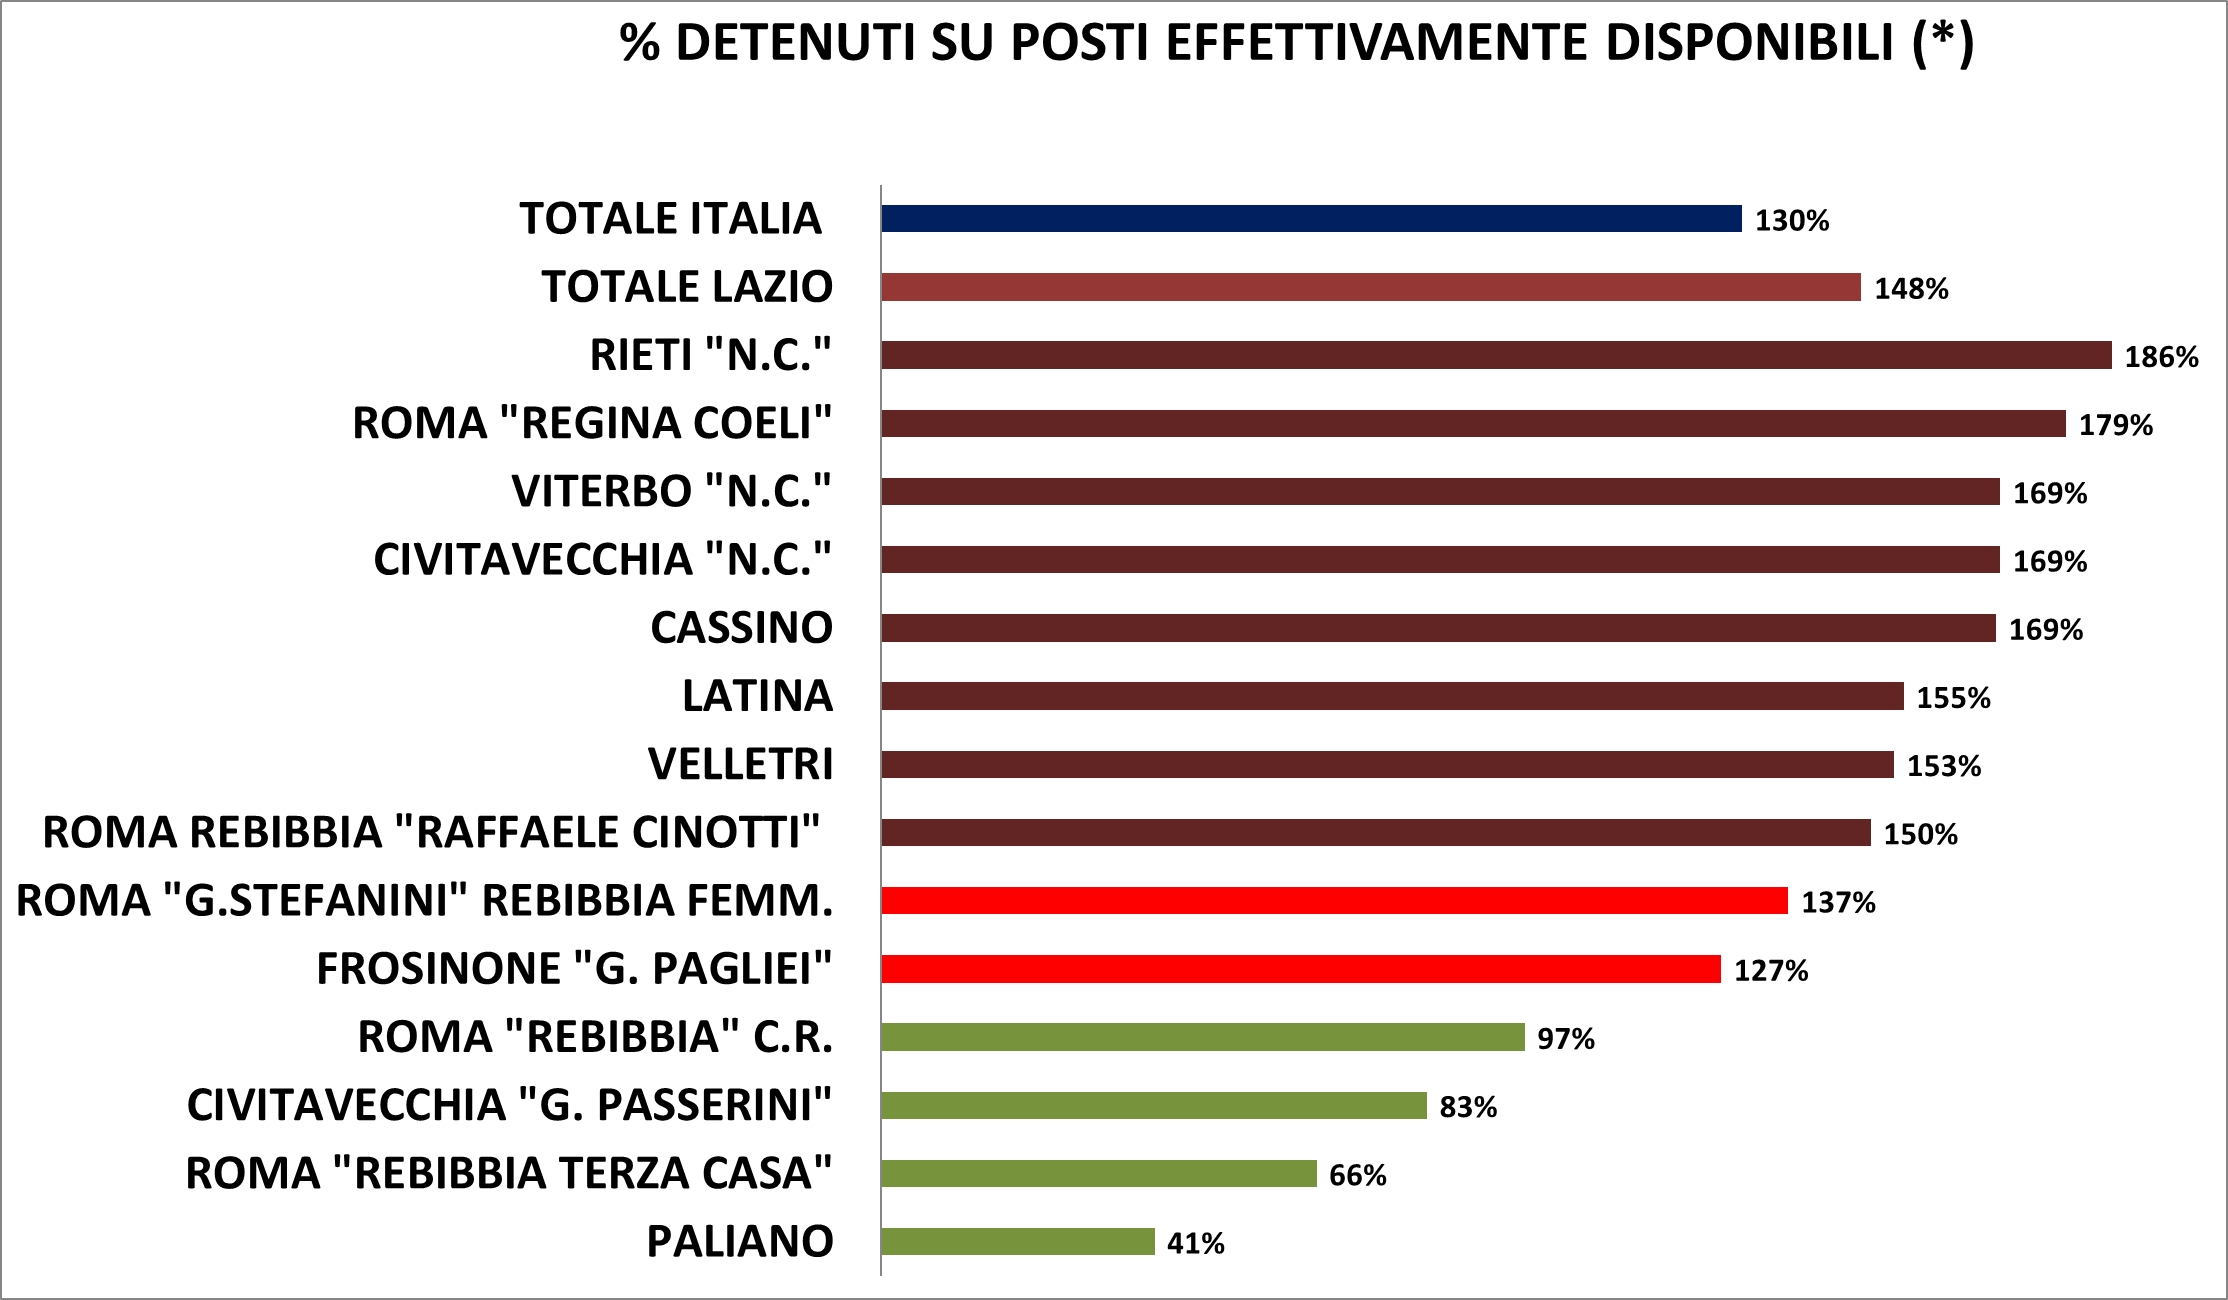 % DETENUTI SU POSTI EFFETTIVAMENTE DISPONIBILI (*)
TOTALE ITALIA 130%
TOTALE LAZIO 148%
RIETI "N.C." 186%
ROMA "REGINA COELI" 179%
VITERBO "N.C." 169%
CIVITAVECCHIA "N.C." 169%
CASSINO 169%
LATINA 155%
VELLETRI 153%
ROMA REBIBBIA "RAFFAELE CINOTTI" 150%
ROMA "G.STEFANINI" REBIBBIA FEMM. 137%
FROSINONE "G. PAGLIEI" 127%
ROMA "REBIBBIA" C.R. 97%
CIVITAVECCHIA "G. PASSERINI" 83%
ROMA "REBIBBIA TERZA CASA" 66%
PALIANO 41%